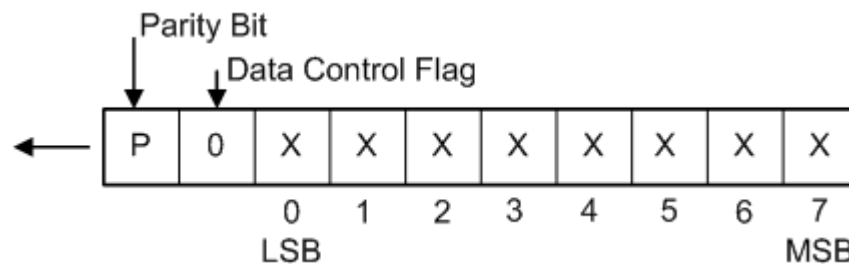 Parity Bit
Data Control Flag
P 0 X X X X X X X X
0 1 2 3 4 5 6 7
LSB MSB